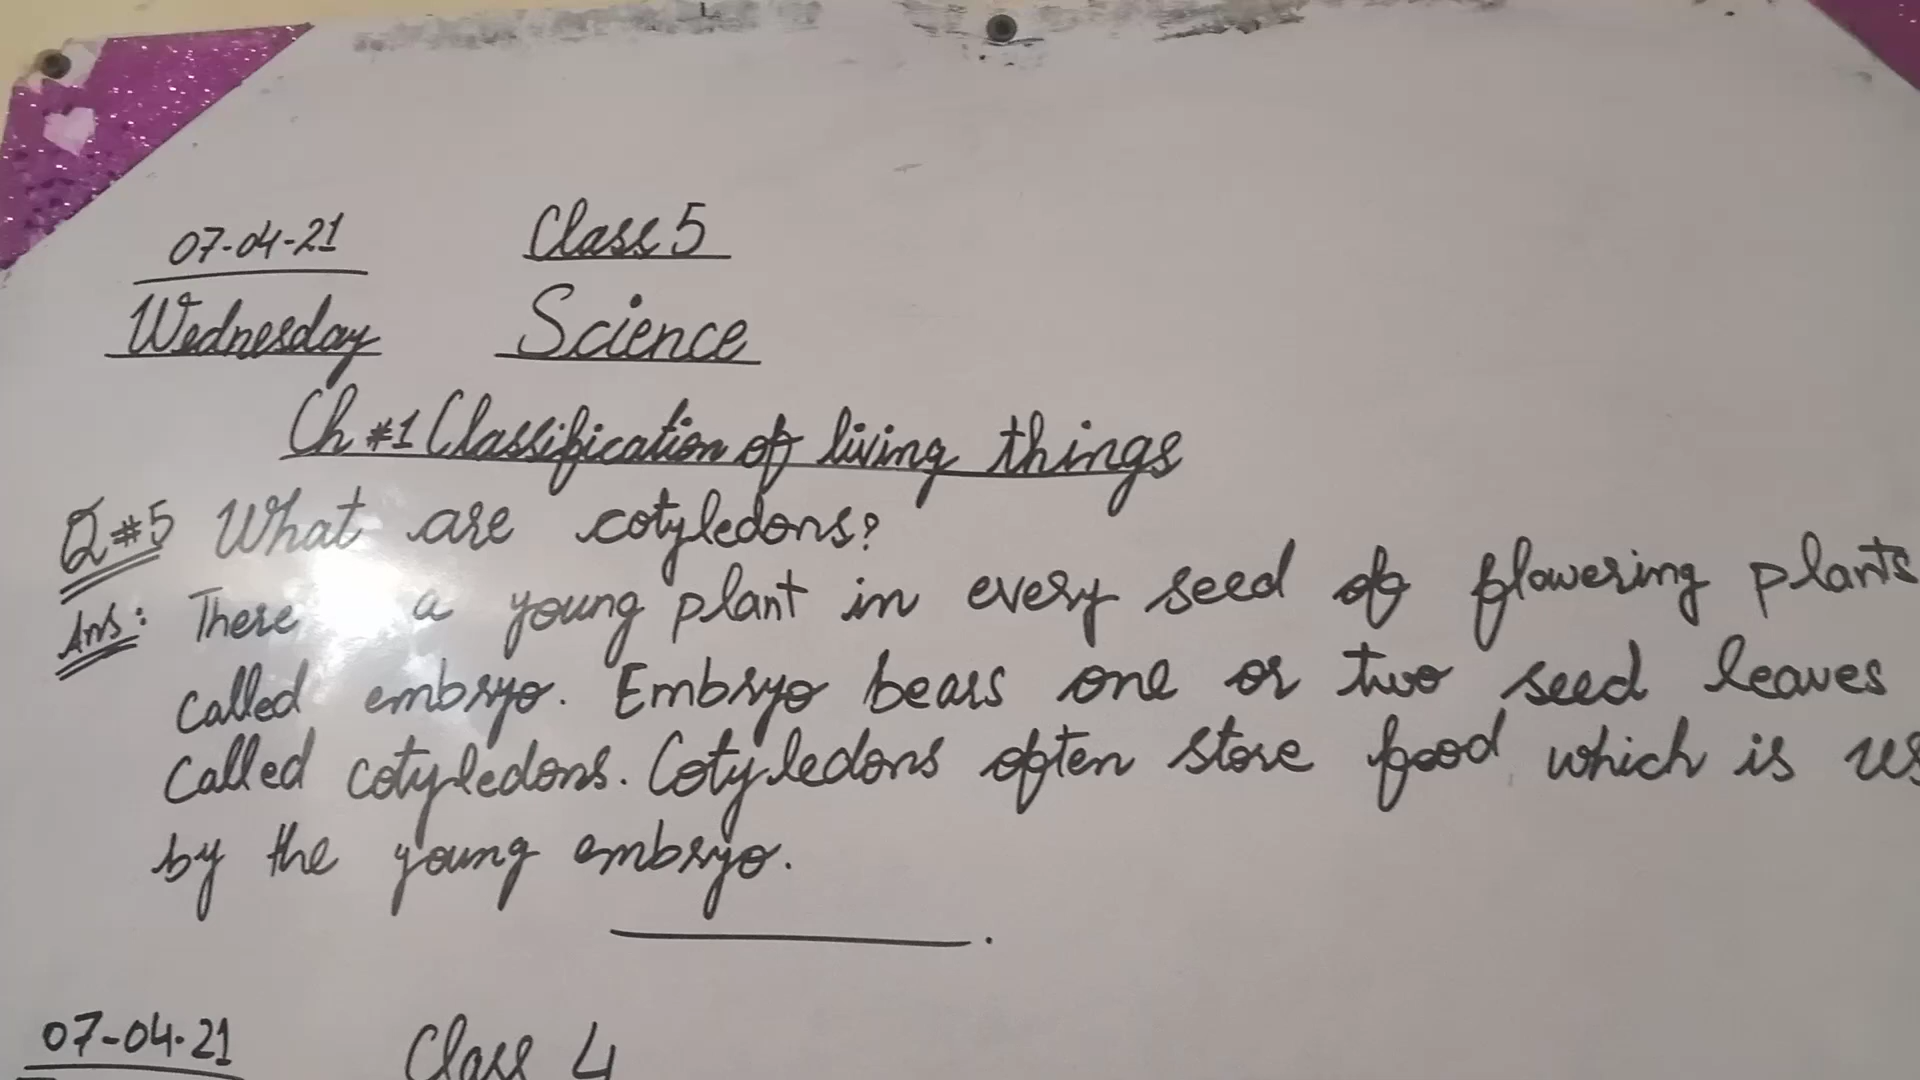 07-04-21 Class 5
Wednesday Science
Ch #1 Classification of living things
Q#5 What are cotyledons?
Ans: There a young plant in every seed of flowering plants
called embryo. Embryo bears one or two seed leaves
called cotyledons. Cotyledons often store food which is
by the young embryo.
07-04-21 Class 4